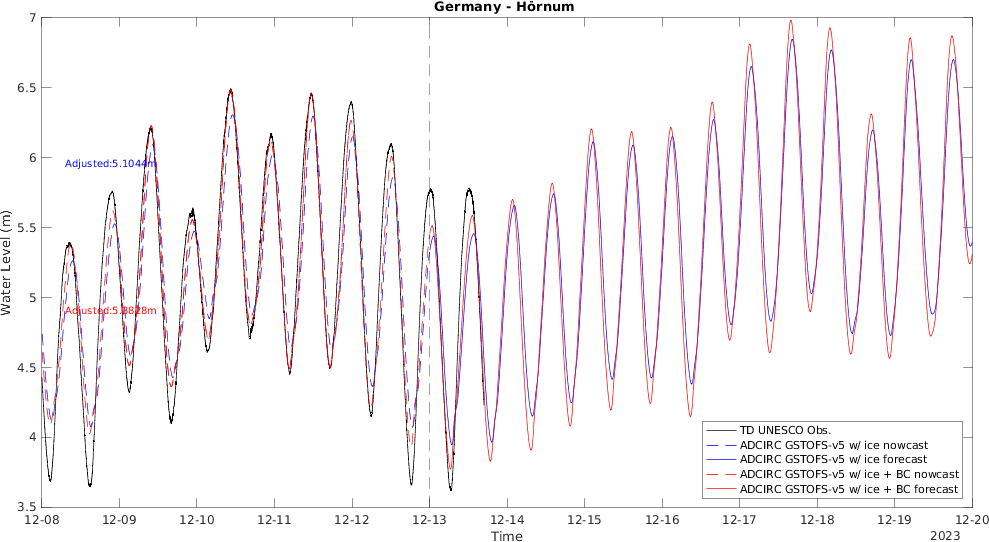 Germany - Hörnum
7
6.5
6
5.5
5
4.5
4
3.5
Water Level (m)
Adjusted:5.1044m
TD UNESCO Obs.
ADCIRC GSTOFS-v5 w/ ice nowcast
ADCIRC GSTOFS-v5 w/ ice forecast
ADCIRC GSTOFS-v5 w/ ice + BC nowcast
ADCIRC GSTOFS-v5 w/ ice + BC forecast
12-08 12-09 12-10 12-11 12-12 12-13 12-14 12-15 12-16 12-17 12-18 12-19 12-20
Time
2023